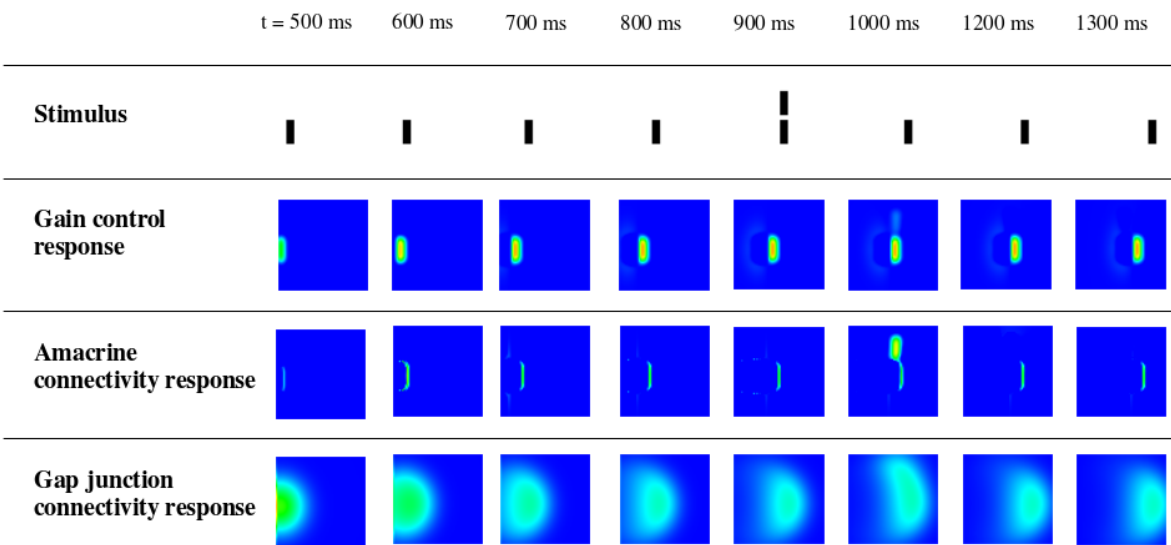 t = 500 ms 600 ms 700 ms 800 ms 900 ms 1000 ms 1200 ms 1300 ms
Stimulus
Gain control
response
Amacrine
connectivity response
Gap junction
connectivity response